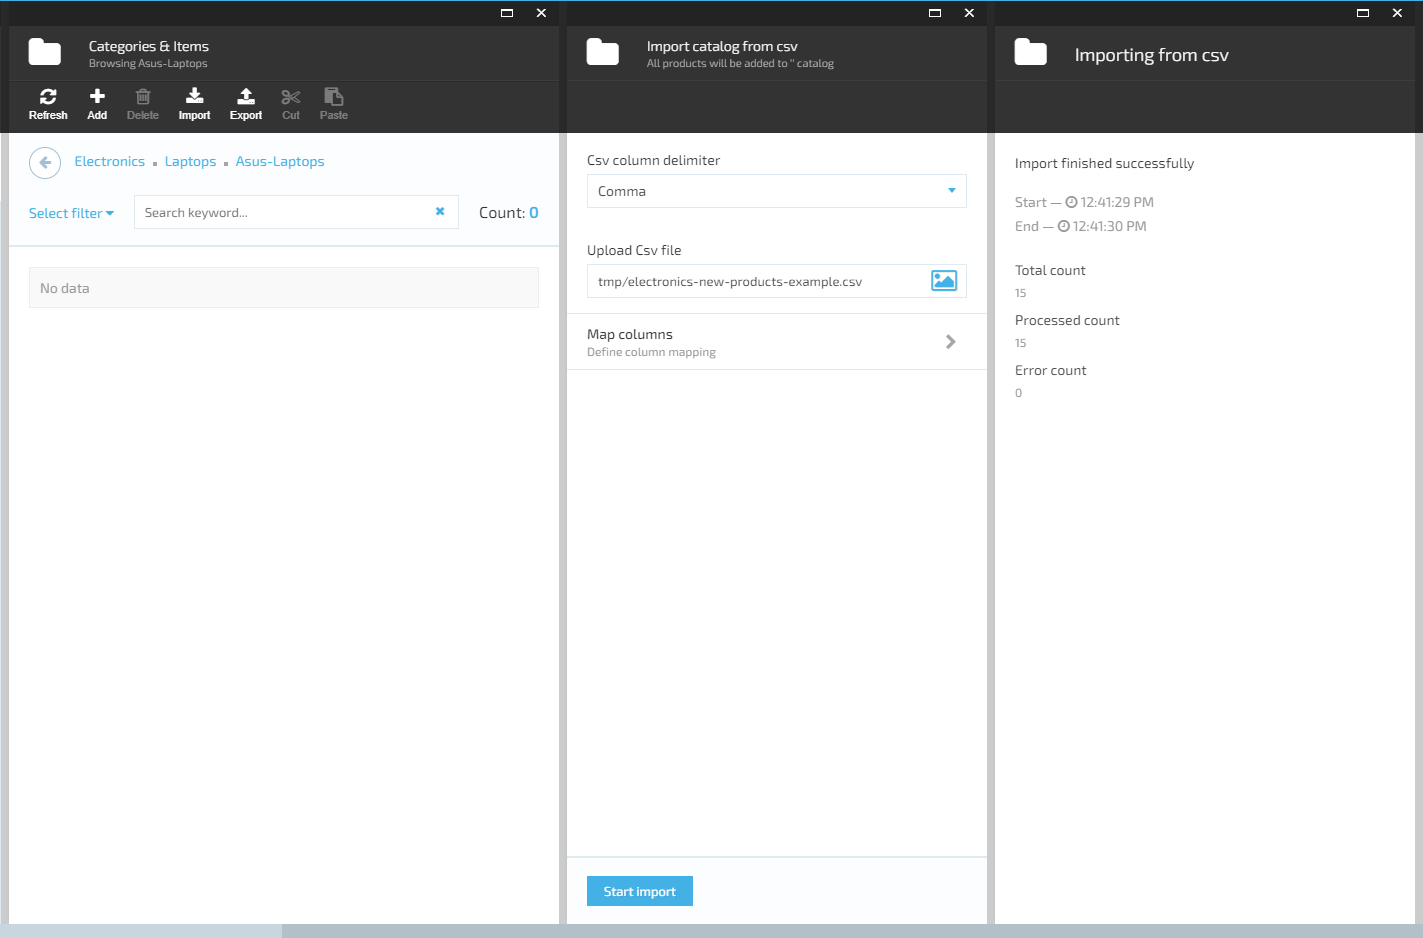 Categories & Items
Browsing Asus-Laptops
Refresh Add Delete Import Export Cut Paste
Electronics Laptops Asus-Laptops
Select filter Search keyword... Count: 0
No data
Import catalog from csv
All products will be added to '' catalog
Csv column delimiter
Comma
Upload Csv file
tmp/electronics-new-products-example.csv
Map columns
Define column mapping
Start import
Importing from csv
Import finished successfully
Start — 12:41:29 PM
End — 12:41:30 PM
Total count
15
Processed count
15
Error count
0